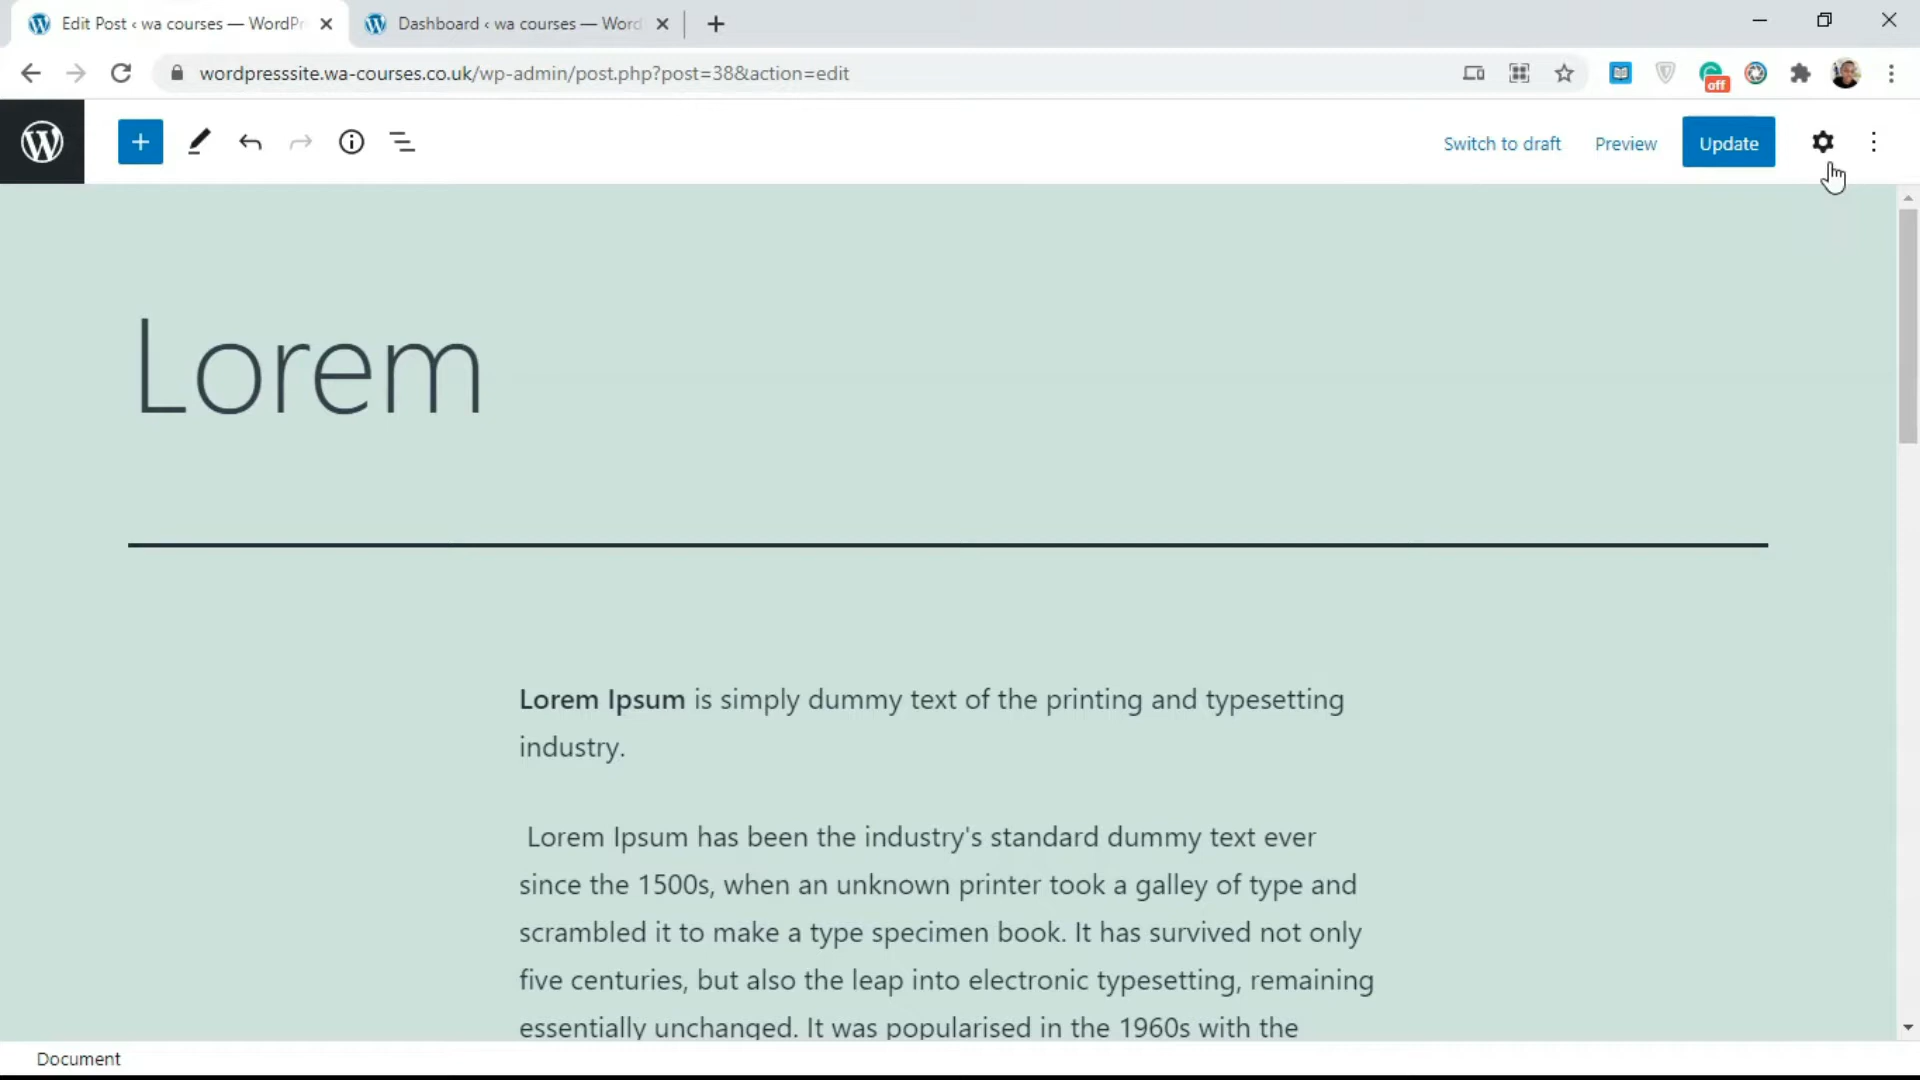 Edit Post ‹ wa courses — WordPr
Dashboard ‹ wa courses — Word
wordpresssite.wa-courses.co.uk/wp-admin/post.php?post=38&action=edit
off
Switch to draft
Preview
Update
Lorem
Lorem Ipsum is simply dummy text of the printing and typesetting
industry.
Lorem Ipsum has been the industry's standard dummy text ever
since the 1500s, when an unknown printer took a galley of type and
scrambled it to make a type specimen book. It has survived not only
five centuries, but also the leap into electronic typesetting, remaining
essentially unchanged. It was popularised in the 1960s with the
Document